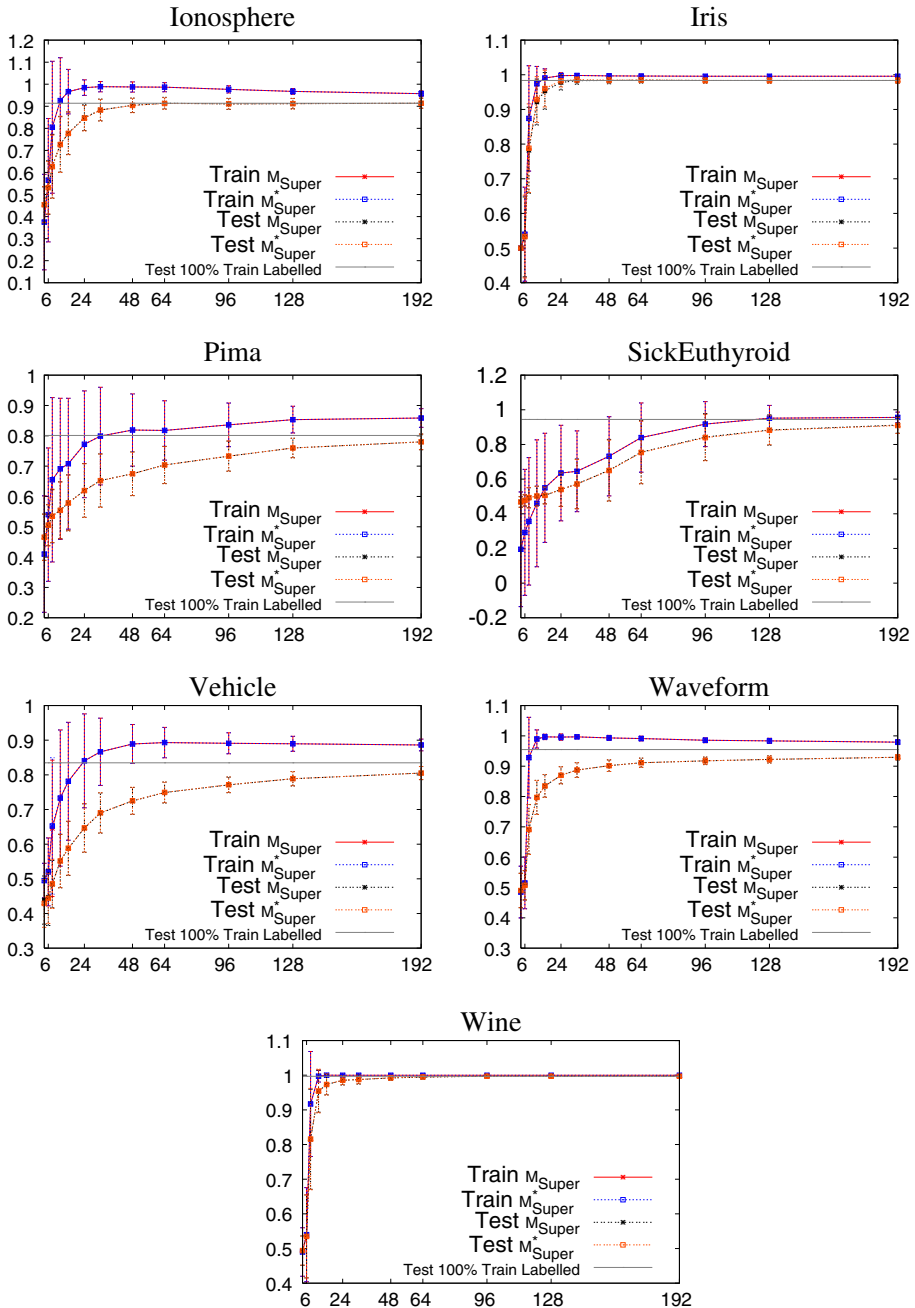 Ionosphere
1.2
1.1
1
0.9
0.8
0.7
0.6
0.5
0.4
0.3
0.2
0.1
Train M_Super
Train M*_Super
Test M_Super
Test M*_Super
Test 100% Train Labelled
6 24 48 64 96 128 192
Iris
1.1
1
0.9
0.8
0.7
0.6
0.5
0.4
Train M_Super
Train M*_Super
Test M_Super
Test M*_Super
Test 100% Train Labelled
6 24 48 64 96 128 192
Pima
1
0.9
0.8
0.7
0.6
0.5
0.4
0.3
0.2
Train M_Super
Train M*_Super
Test M_Super
Test M*_Super
Test 100% Train Labelled
6 24 48 64 96 128 192
SickEuthyroid
1.2
1
0.8
0.6
0.4
0.2
0
-0.2
Train M_Super
Train M*_Super
Test M_Super
Test M*_Super
Test 100% Train Labelled
6 24 48 64 96 128 192
Vehicle
1
0.9
0.8
0.7
0.6
0.5
0.4
0.3
Train M_Super
Train M*_Super
Test M_Super
Test M*_Super
Test 100% Train Labelled
6 24 48 64 96 128 192
Waveform
1.1
1
0.9
0.8
0.7
0.6
0.5
0.4
0.3
Train M_Super
Train M*_Super
Test M_Super
Test M*_Super
Test 100% Train Labelled
6 24 48 64 96 128 192
Wine
1.1
1
0.9
0.8
0.7
0.6
0.5
0.4
Train M_Super
Train M*_Super
Test M_Super
Test M*_Super
Test 100% Train Labelled
6 24 48 64 96 128 192